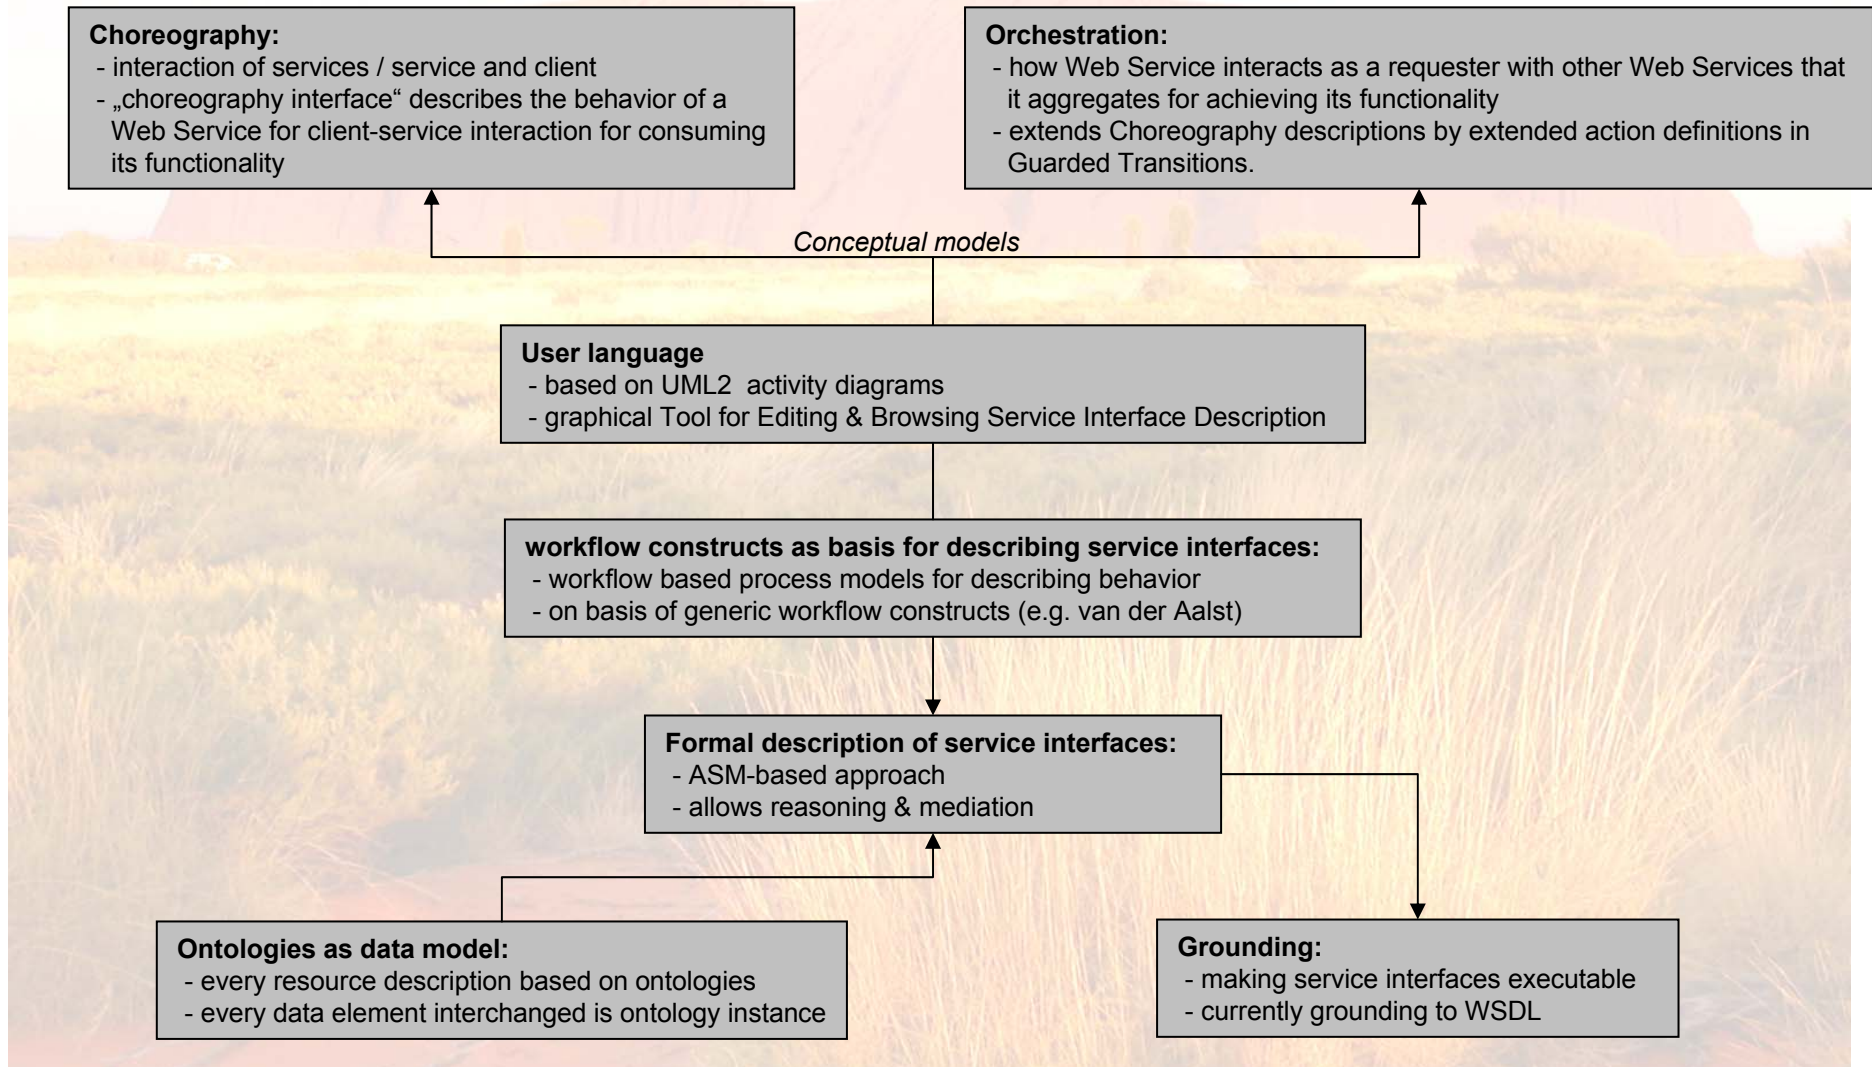 Choreography:
- interaction of services / service and client
- „choreography interface“ describes the behavior of a
Web Service for client-service interaction for consuming
its functionality
Orchestration:
- how Web Service interacts as a requester with other Web Services that
it aggregates for achieving its functionality
- extends Choreography descriptions by extended action definitions in
Guarded Transitions.
Conceptual models
User language
- based on UML2 activity diagrams
- graphical Tool for Editing & Browsing Service Interface Description
workflow constructs as basis for describing service interfaces:
- workflow based process models for describing behavior
- on basis of generic workflow constructs (e.g. van der Aalst)
Formal description of service interfaces:
- ASM-based approach
- allows reasoning & mediation
Ontologies as data model:
- every resource description based on ontologies
- every data element interchanged is ontology instance
Grounding:
- making service interfaces executable
- currently grounding to WSDL